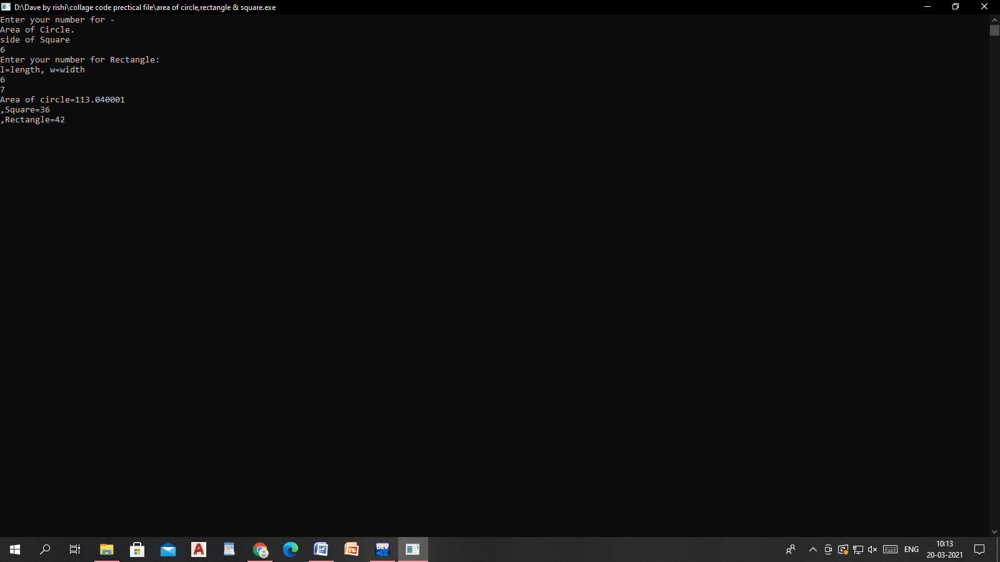 D:\Dave by rishi\collage code prectical file\area of circle,rectangle & square.exe
Enter your number for -
Area of Circle.
side of Square
6
Enter your number for Rectangle:
l=length, w=width
6
7
Area of circle=113.040001
,Square=36
,Rectangle=42
DEV
ENG
10:13
20-03-2021